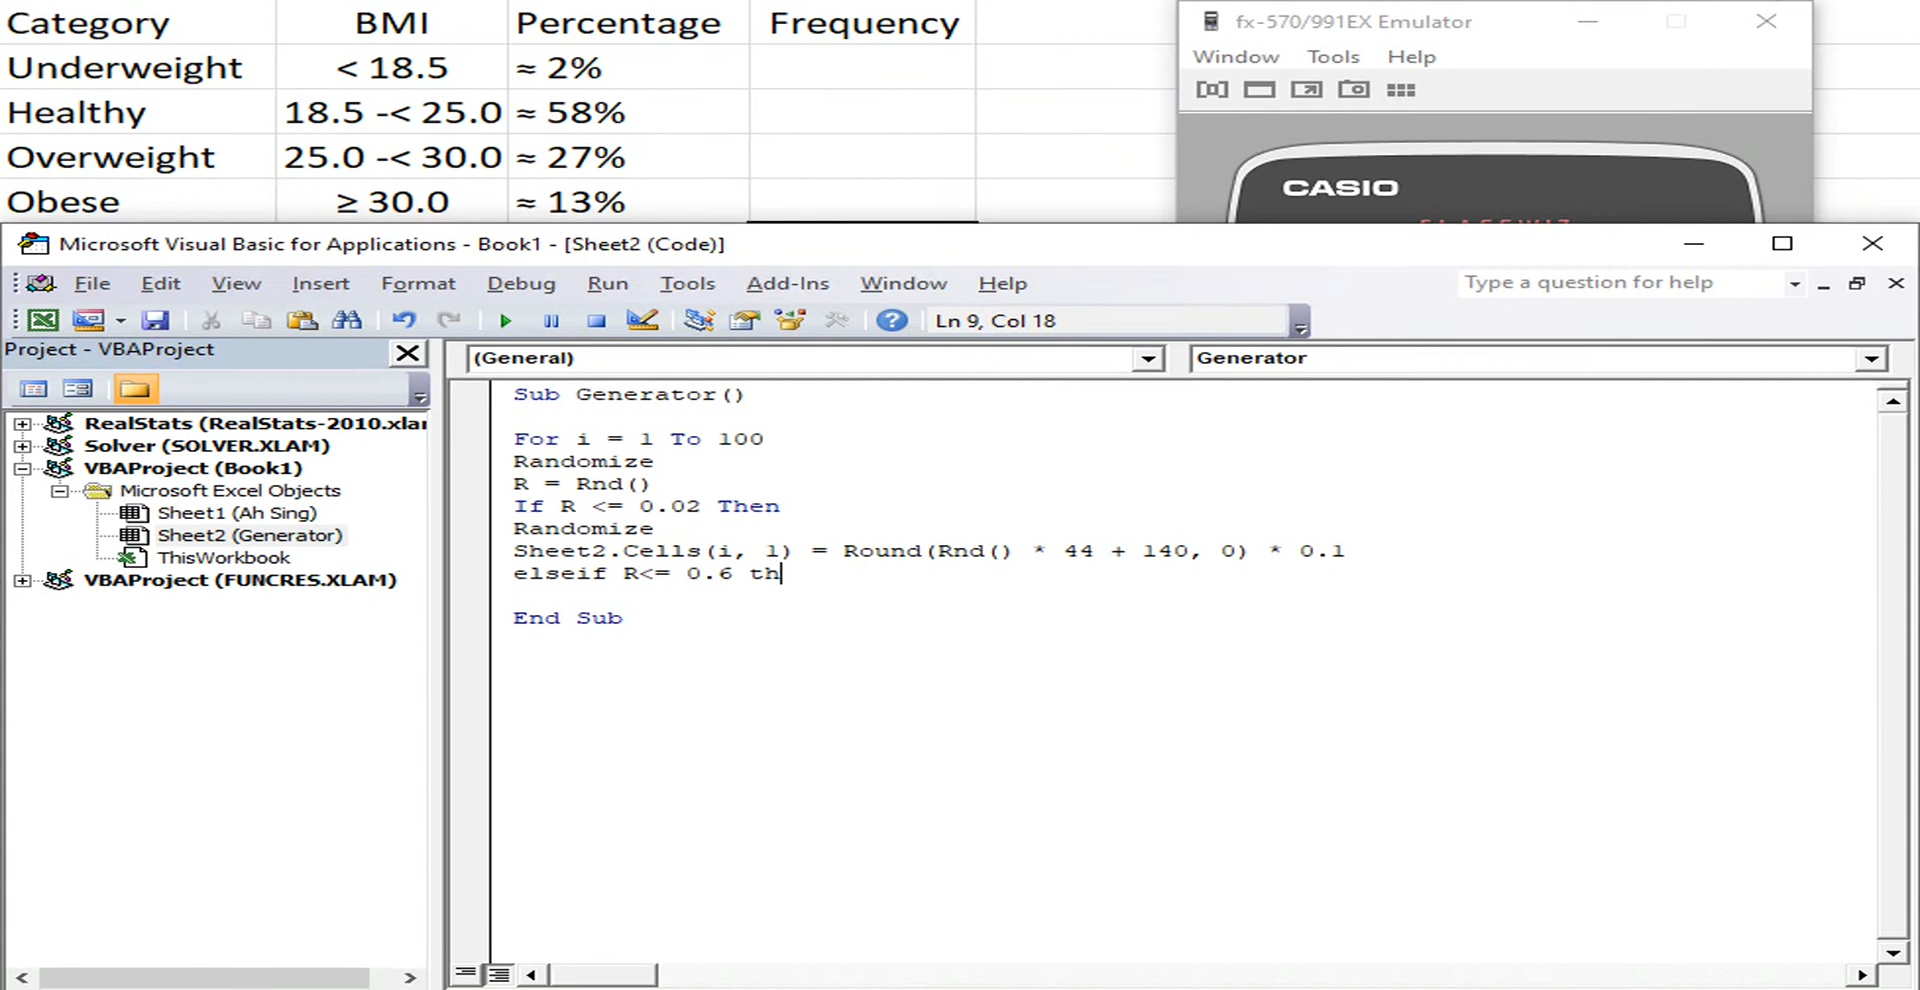 Category BMI Percentage Frequency
Underweight < 18.5 ≈ 2%
Healthy 18.5 -< 25.0 ≈ 58%
Overweight 25.0 -< 30.0 ≈ 27%
Obese ≥ 30.0 ≈ 13%
fx-570/991EX Emulator
Window Tools Help
CASIO
Microsoft Visual Basic for Applications - Book1 - [Sheet2 (Code)]
File Edit View Insert Format Debug Run Tools Add-Ins Window Help
Type a question for help
Ln 9, Col 18
Project - VBAProject
RealStats (RealStats-2010.xlar
Solver (SOLVER.XLAM)
VBAProject (Book1)
Microsoft Excel Objects
Sheet1 (Ah Sing)
Sheet2 (Generator)
ThisWorkbook
VBAProject (FUNCRES.XLAM)
(General) Generator
Sub Generator()
For i = 1 To 100
Randomize
R = Rnd()
If R <= 0.02 Then
Randomize
Sheet2.Cells(i, 1) = Round(Rnd() * 44 + 140, 0) * 0.1
elseif R<= 0.6 th
End Sub